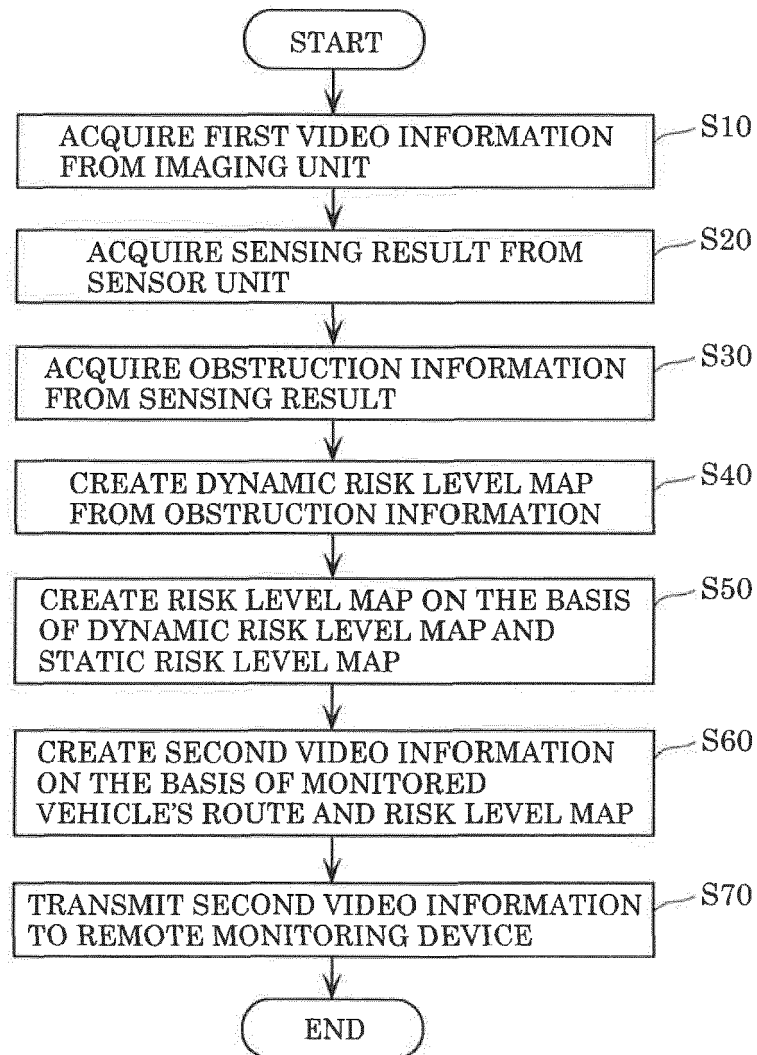 START
ACQUIRE FIRST VIDEO INFORMATION
FROM IMAGING UNIT
S10
ACQUIRE SENSING RESULT FROM
SENSOR UNIT
S20
ACQUIRE OBSTRUCTION INFORMATION
FROM SENSING RESULT
S30
CREATE DYNAMIC RISK LEVEL MAP
FROM OBSTRUCTION INFORMATION
S40
CREATE RISK LEVEL MAP ON THE BASIS
OF DYNAMIC RISK LEVEL MAP AND
STATIC RISK LEVEL MAP
S50
CREATE SECOND VIDEO INFORMATION
ON THE BASIS OF MONITORED
VEHICLE'S ROUTE AND RISK LEVEL MAP
S60
TRANSMIT SECOND VIDEO INFORMATION
TO REMOTE MONITORING DEVICE
S70
END